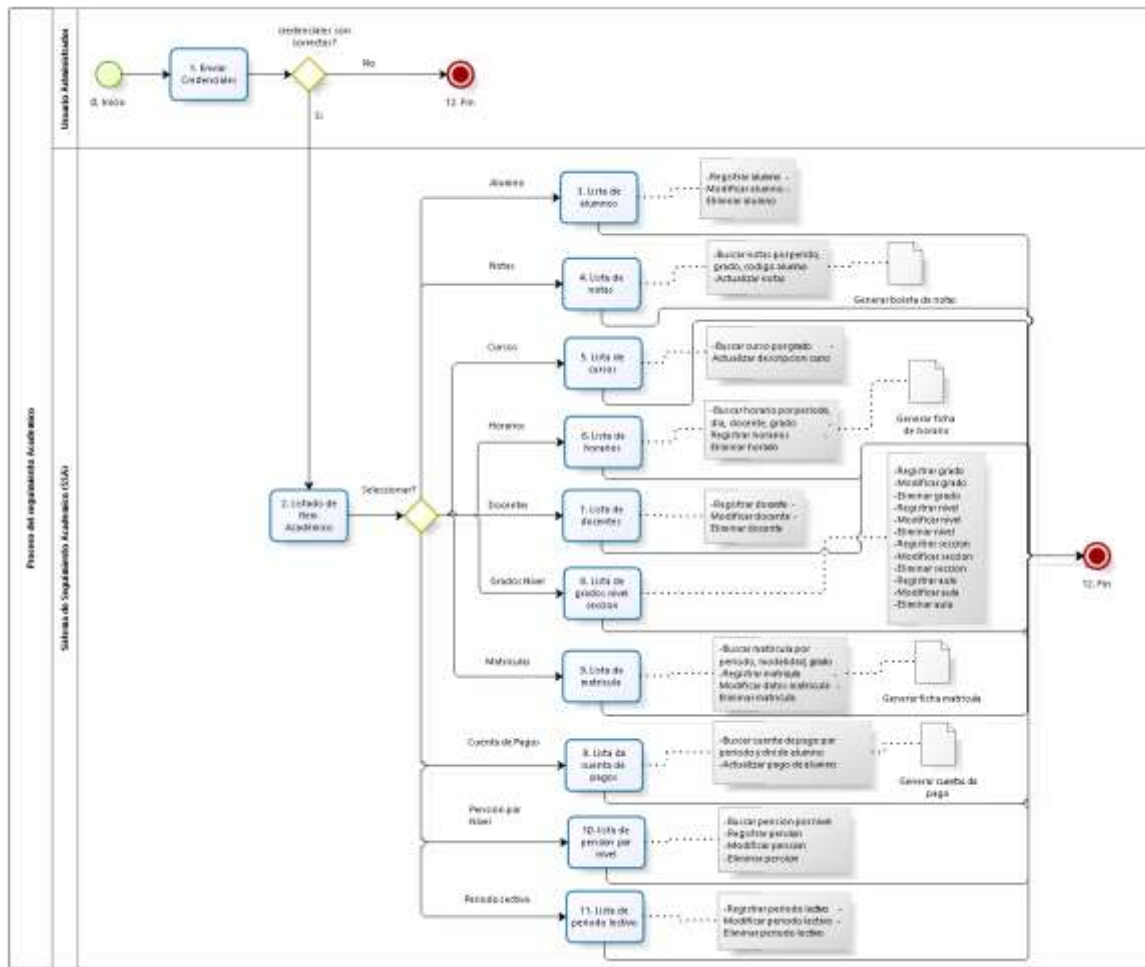 Proceso del seguimiento Académico
Usuario Administrador
Sistema de Seguimiento Académico (SSA)
credenciales son
correctas?
0. Inicio
1. Enviar
Credenciales
No
12. Fin
Si
2. Listado de
Item
Académico
Seleccionar?
Alumno
3. Lista de
alumnos
-Registrar alumno -
Modificar alumno -
Eliminar alumno
Notas
4. Lista de
notas
-Buscar notas por periodo,
grado, codigo alumno
-Actualizar notas
Generar boleta de notas
Cursos
5. Lista de
cursos
-Buscar curso por grado -
Actualizar descripcion curso
Horarios
6. Lista de
horarios
-Buscar horario por periodo,
dia, docente, grado -
Registrar horarios -
Eliminar horario
Generar ficha
de horario
Docentes
7. Lista de
docentes
-Registrar docente -
Modificar docente -
Eliminar docente
Grados Nivel
8. Lista de
grados nivel
seccion
-Registrar grado
-Modificar grado
-Eliminar grado
-Registrar nivel
-Modificar nivel
-Eliminar nivel
-Registrar seccion
-Modificar seccion
-Eliminar seccion
-Registrar aula
-Modificar aula
-Eliminar aula
12. Fin
Matriculas
9. Lista de
matricula
-Buscar matricula por
periodo, modalidad, grado
-Registrar matricula -
Modificar datos matricula -
Eliminar matricula
Generar ficha matricula
Cuenta de Pagos
9. Lista de
cuenta de
pagos
-Buscar cuenta de pago por
periodo y dni de alumno
-Actualizar pago de alumno
Generar cuentas de
pago
Pension por
Nivel
10. lista de
pension por
nivel
-Buscar pension por nivel
-Registrar pension
-Modificar pension
-Eliminar pension
Periodo Lectivo
11. Lista de
periodo lectivo
-Registrar periodo lectivo -
Modificar periodo lectivo -
Eliminar periodo lectivo